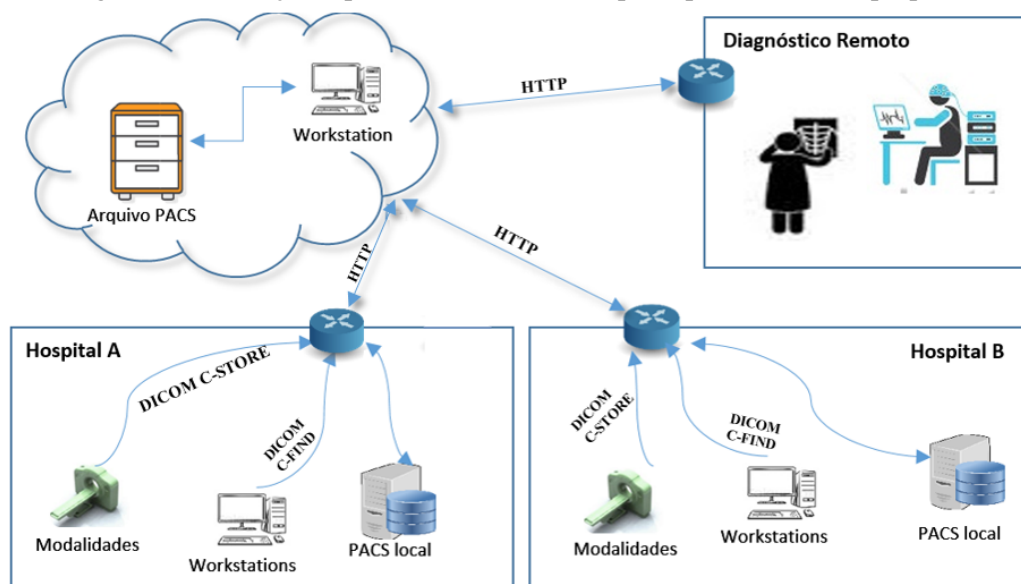 Diagnóstico Remoto
HTTP
Workstation
Arquivo PACS
HTTP
HTTP
Hospital A
DICOM C-STORE
DICOM
C-FIND
Modalidades
Workstations
PACS local
Hospital B
DICOM
C-STORE
DICOM
C-FIND
Modalidades
Workstations
PACS local